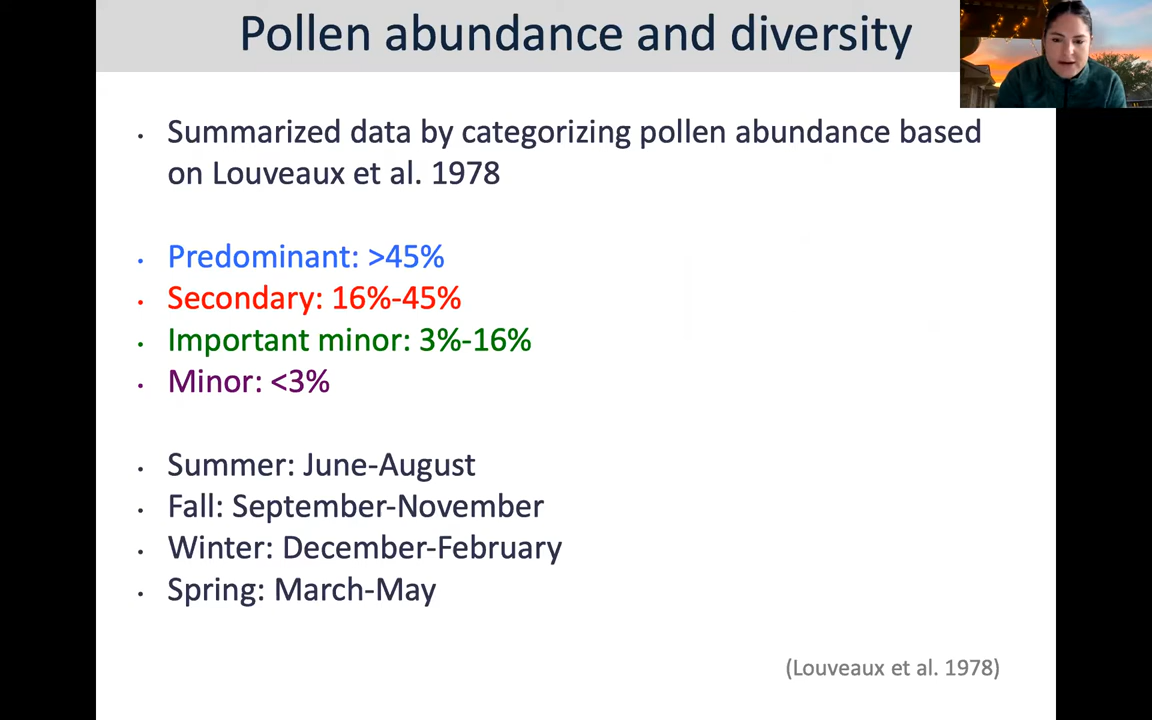 Pollen abundance and diversity
• Summarized data by categorizing pollen abundance based
on Louveaux et al. 1978
• Predominant: >45%
• Secondary: 16%-45%
• Important minor: 3%-16%
• Minor: <3%
• Summer: June-August
• Fall: September-November
• Winter: December-February
• Spring: March-May
(Louveaux et al. 1978)